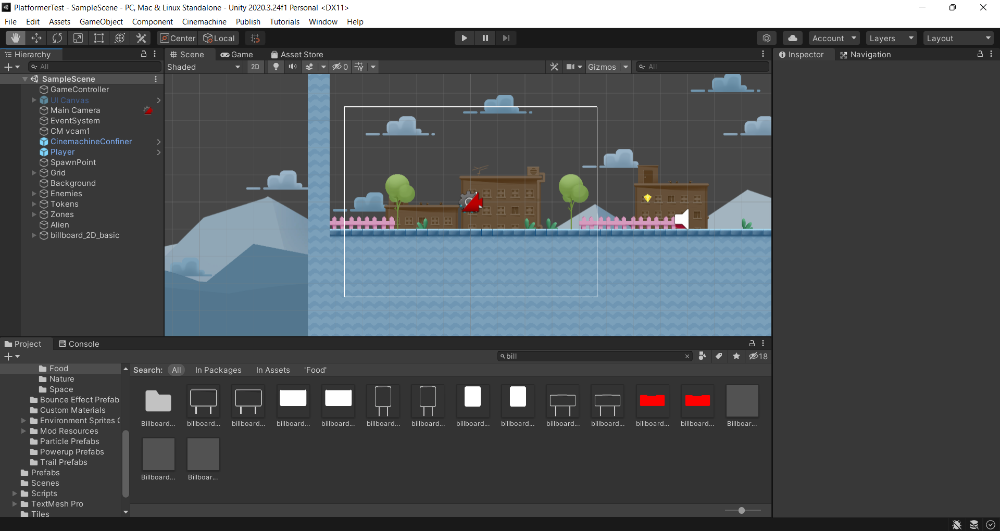 PlatformerTest - SampleScene - PC, Mac & Linux Standalone - Unity 2020.3.24f1 Personal <DX11>
File Edit Assets GameObject Component Cinemachine Publish Tutorials Window Help
Center Local Account Layers Layout
Hierarchy
All
SampleScene
GameController
UI Canvas
Main Camera
EventSystem
CM vcam1
CinemachineConfiner
Player
SpawnPoint
Grid
Background
Enemies
Tokens
Zones
Alien
billboard_2D_basic
Scene Game Asset Store
Shaded 2D 0 Gizmos All
Inspector Navigation
Project Console
bill 18
Food
Nature
Space
Bounce Effect Prefab
Custom Materials
Environment Sprites (
Mod Resources
Particle Prefabs
Powerup Prefabs
Trail Prefabs
Prefabs
Scenes
Scripts
TextMesh Pro
Tiles
Search: All In Packages In Assets 'Food'
Billboard... billboard... billboard... billboard... billboard... billboard... billboard... billboard... billboard... billboard... billboard... billboard... billboard... Billboar...
Billboard... Billboar...